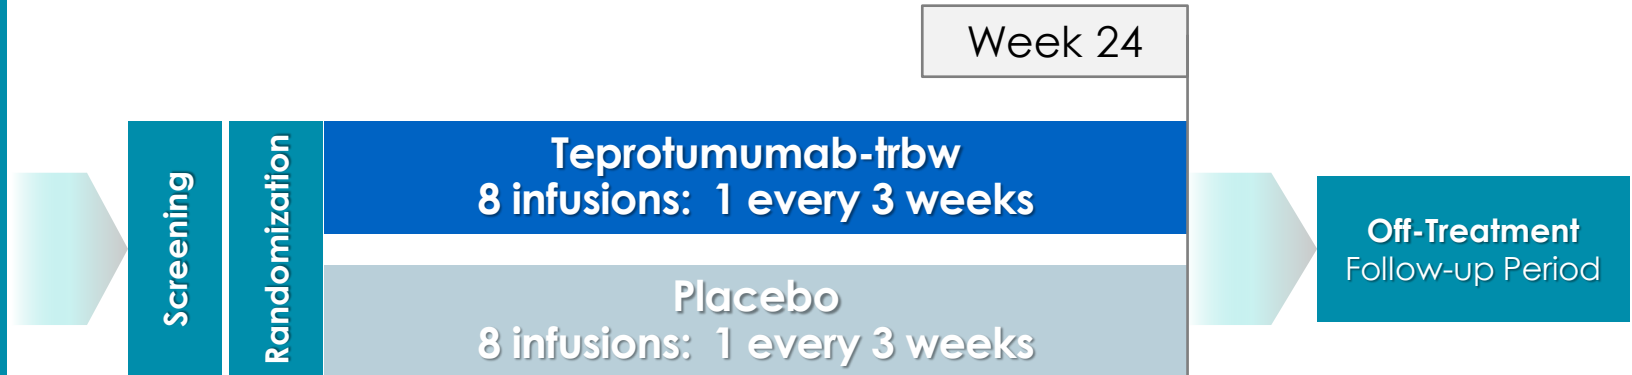 Week 24
Screening
Randomization
Teprotumumab-trbw
8 infusions: 1 every 3 weeks
Placebo
8 infusions: 1 every 3 weeks
Off-Treatment
Follow-up Period